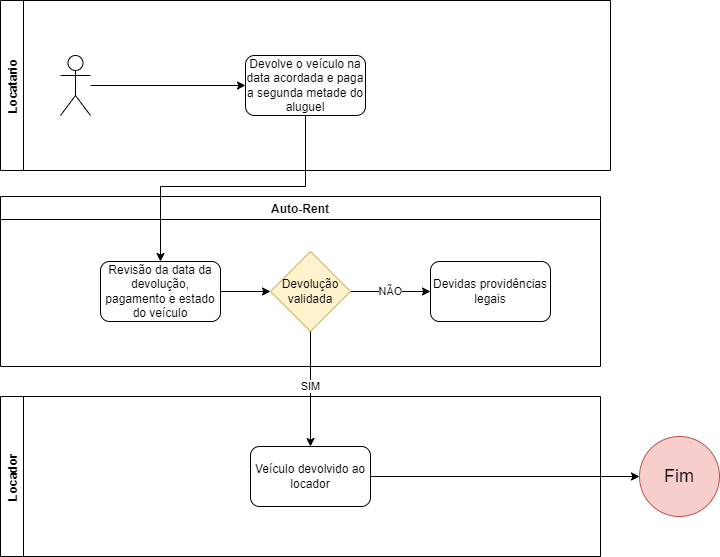 Locatario
Devolve o veículo na
data acordada e paga
a segunda metade do
aluguel
Auto-Rent
Revisão da data da
devolução,
pagamento e estado
do veículo
Devolução
validada
NÃO
Devidas providências
legais
SIM
Locador
Veículo devolvido ao
locador
Fim